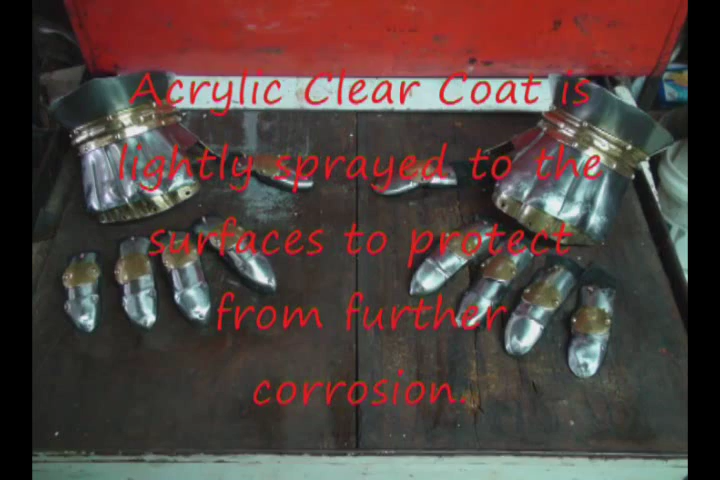 Acrylic Clear Coat is
lightly sprayed to the
surfaces to protect
from further
corrosion.